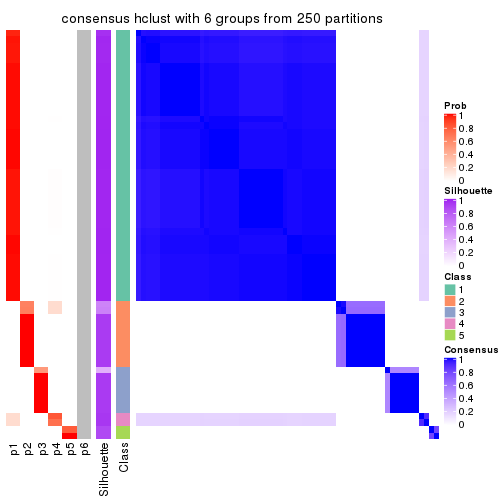 consensus hclust with 6 groups from 250 partitions
Prob
1
0.8
0.6
0.4
0.2
0
Silhouette
1
0.8
0.6
0.4
0.2
0
Class
1
2
3
4
5
Consensus
1
0.8
0.6
0.4
0.2
0
p1
p2
p3
p4
p5
p6
Silhouette
Class